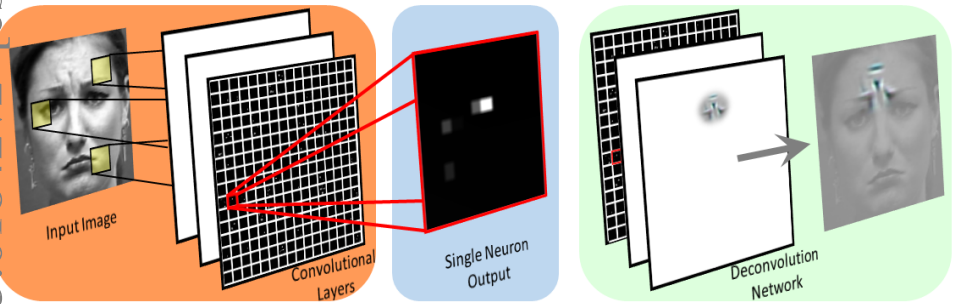 Input Image
Convolutional
Layers
Single Neuron
Output
Deconvolution
Network